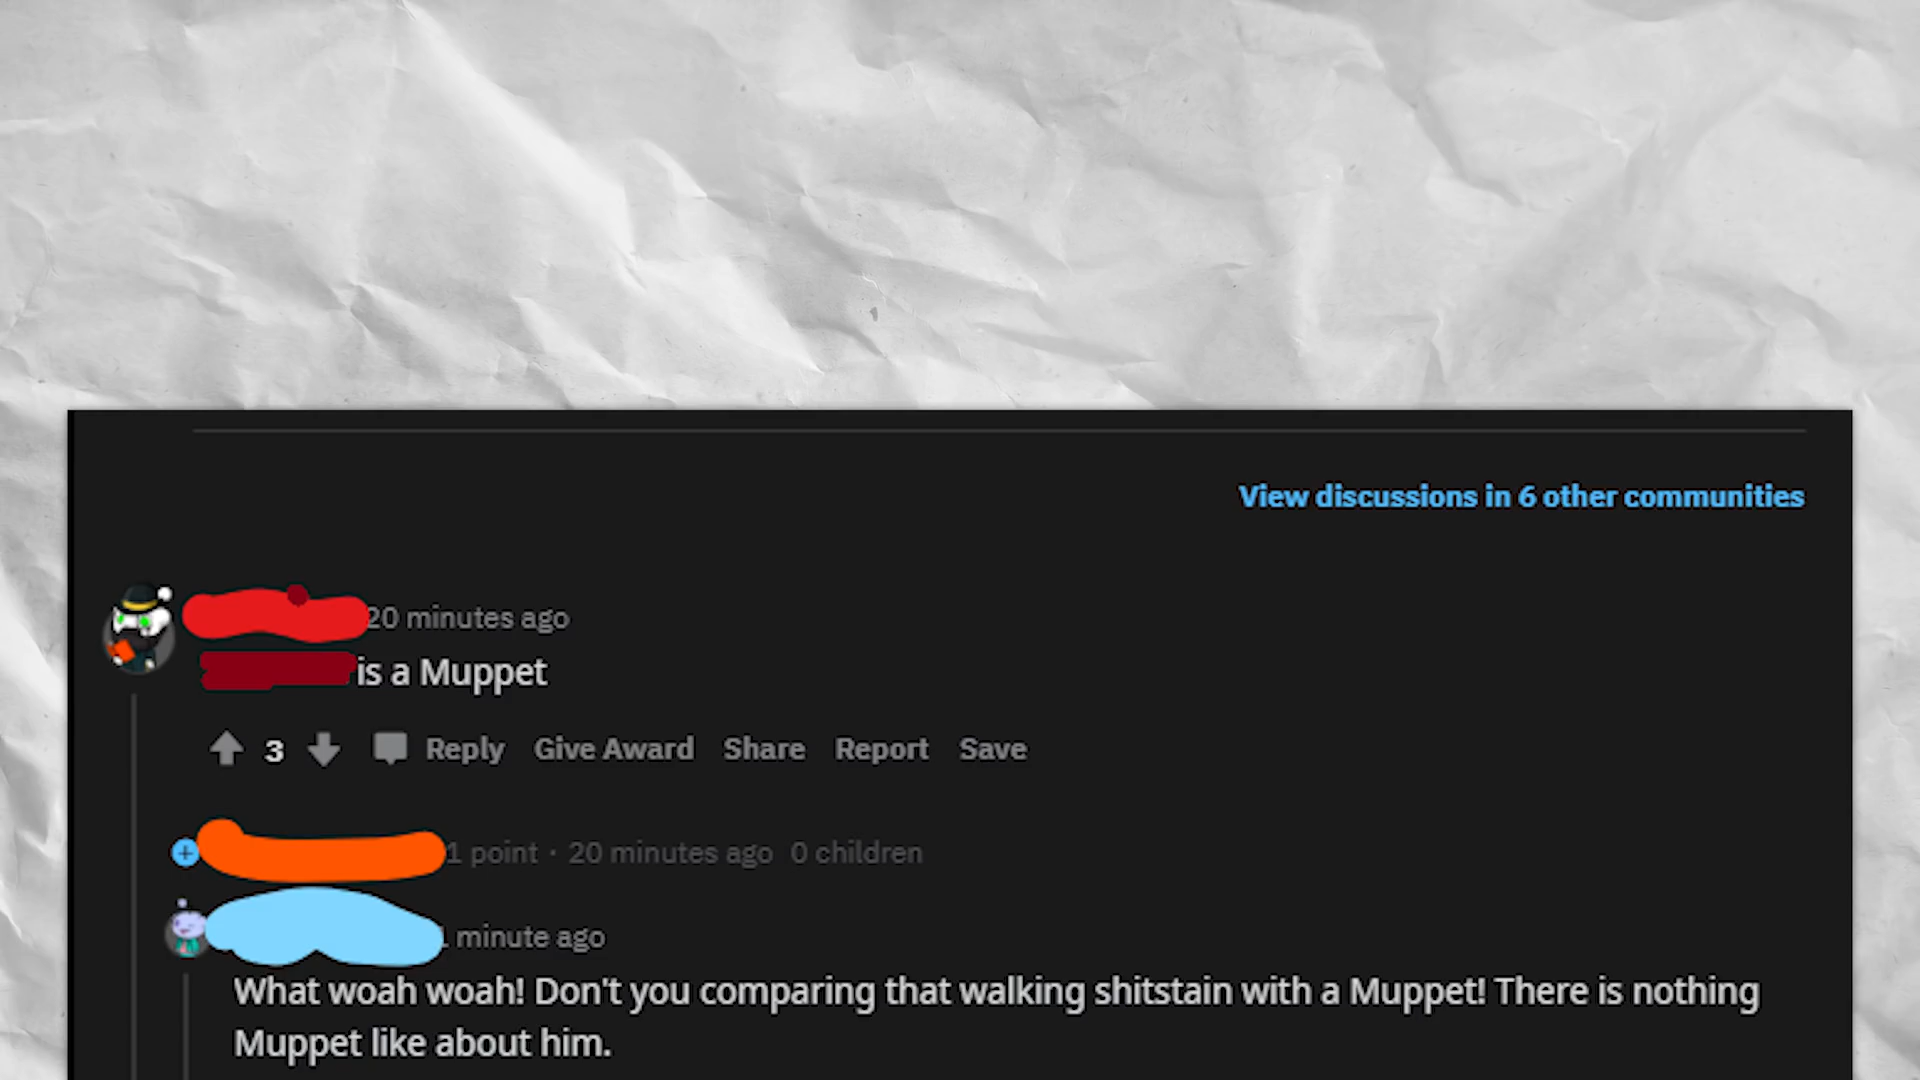 View discussions in 6 other communities
20 minutes ago
is a Muppet
3 Reply Give Award Share Report Save
1 point · 20 minutes ago 0 children
minute ago
What woah woah! Don't you comparing that walking shitstain with a Muppet! There is nothing
Muppet like about him.